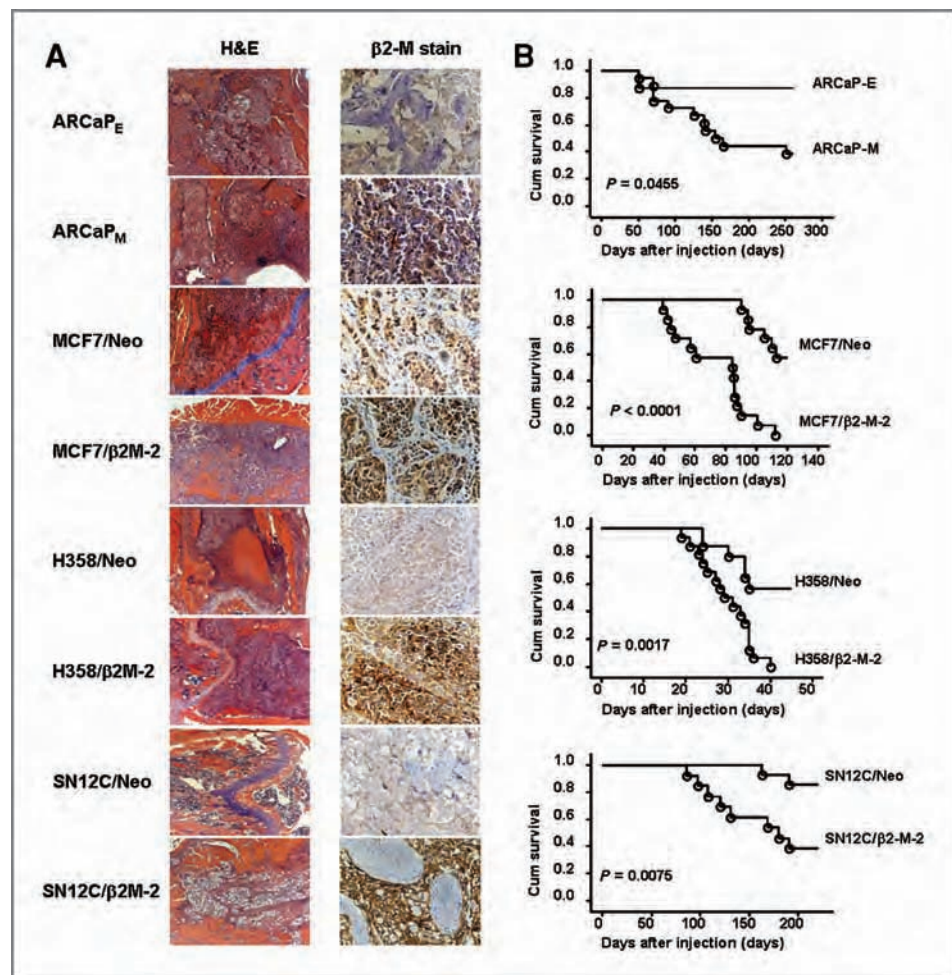 A
H&E
β2-M stain
ARCaP_E
ARCaP_M
MCF7/Neo
MCF7/β2M-2
H358/Neo
H358/β2M-2
SN12C/Neo
SN12C/β2M-2
B
Cum survival
1.0
0.8
0.6
0.4
0.2
0.0
ARCaP-E
ARCaP-M
P = 0.0455
0 50 100 150 200 250 300
Days after injection (days)
Cum survival
1.0
0.8
0.6
0.4
0.2
0.0
MCF7/Neo
P < 0.0001
MCF7/β2-M-2
0 20 40 60 80 100 120 140
Days after injection (days)
Cum survival
1.0
0.8
0.6
0.4
0.2
0.0
H358/Neo
P = 0.0017
H358/β2-M-2
0 10 20 30 40 50
Days after injection (days)
Cum survival
1.0
0.8
0.6
0.4
0.2
0.0
SN12C/Neo
SN12C/β2-M-2
P = 0.0075
0 50 100 150 200
Days after injection (days)